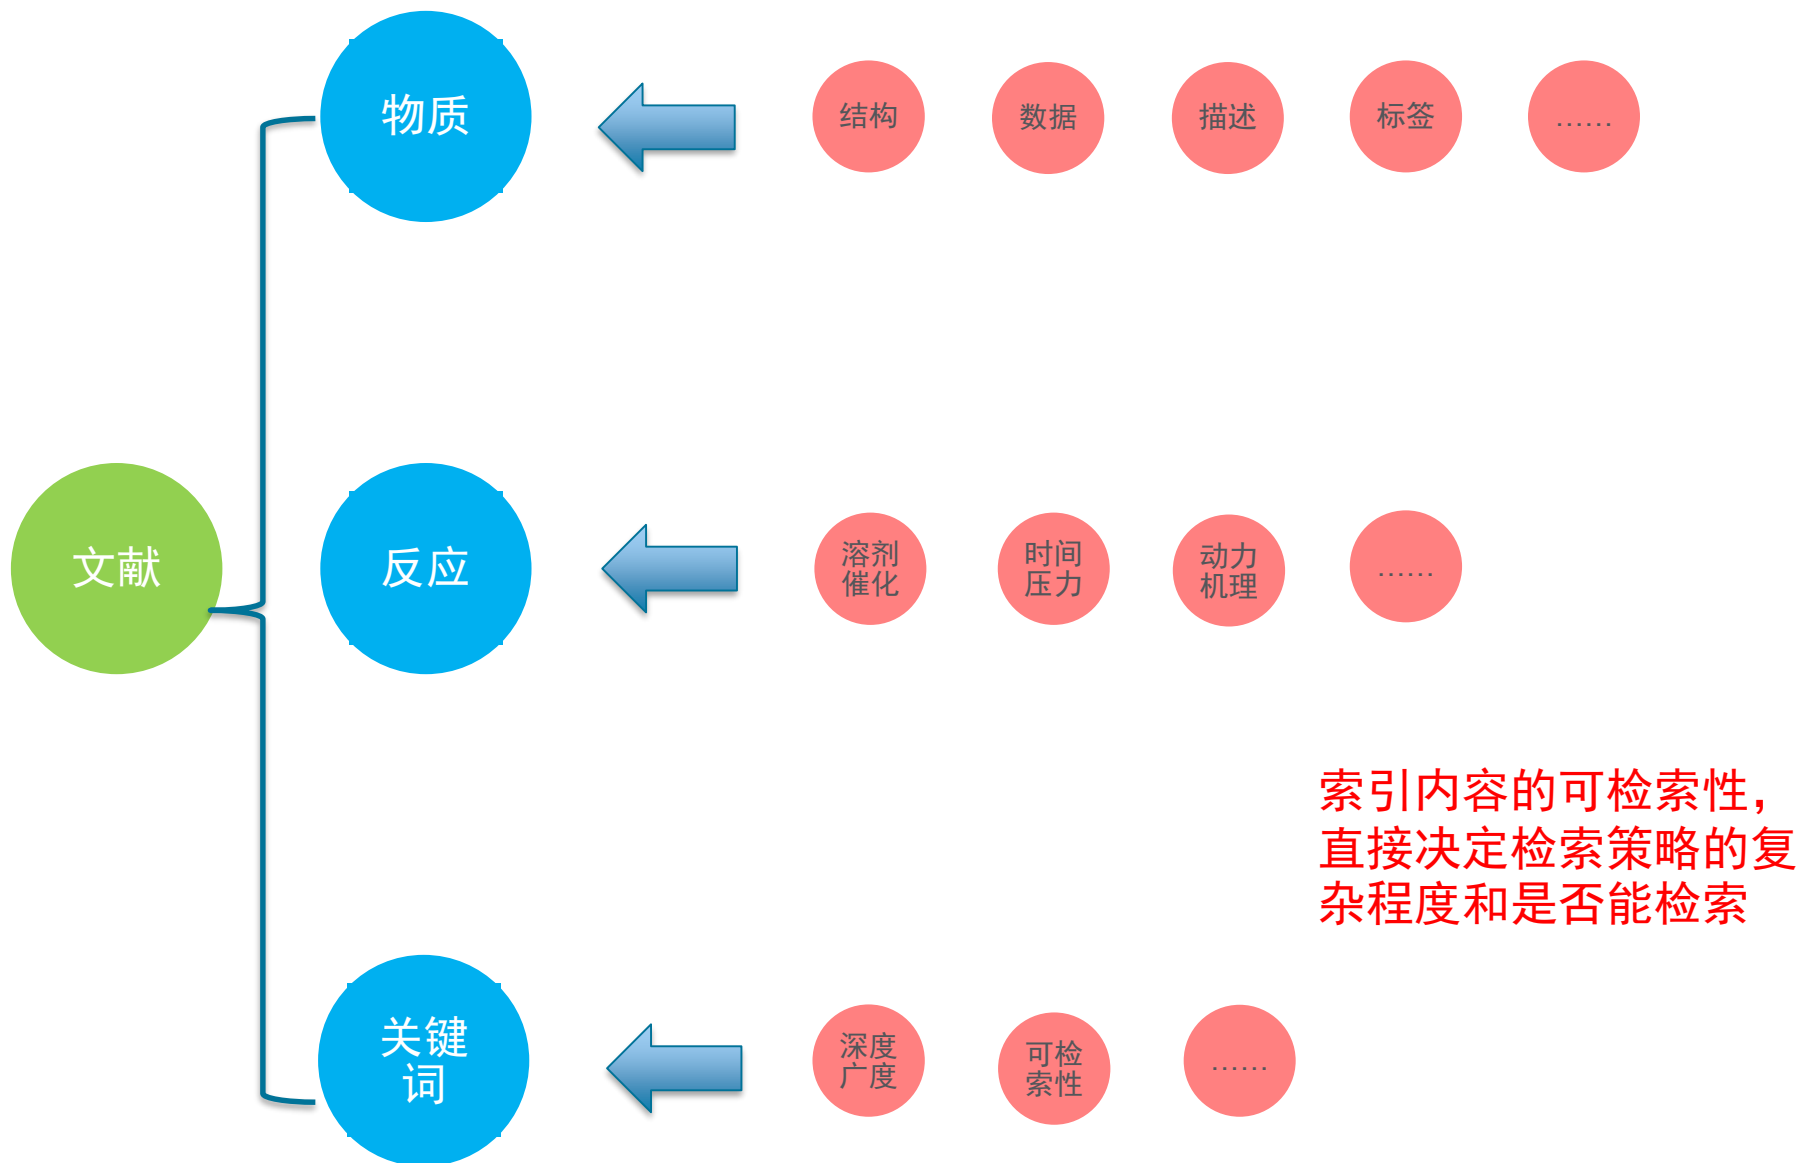 物质
结构
数据
描述
标签
……
文献
反应
溶剂
催化
时间
压力
动力
机理
……
索引内容的可检索性，
直接决定检索策略的复
杂程度和是否能检索
关键
词
深度
广度
可检
索性
……